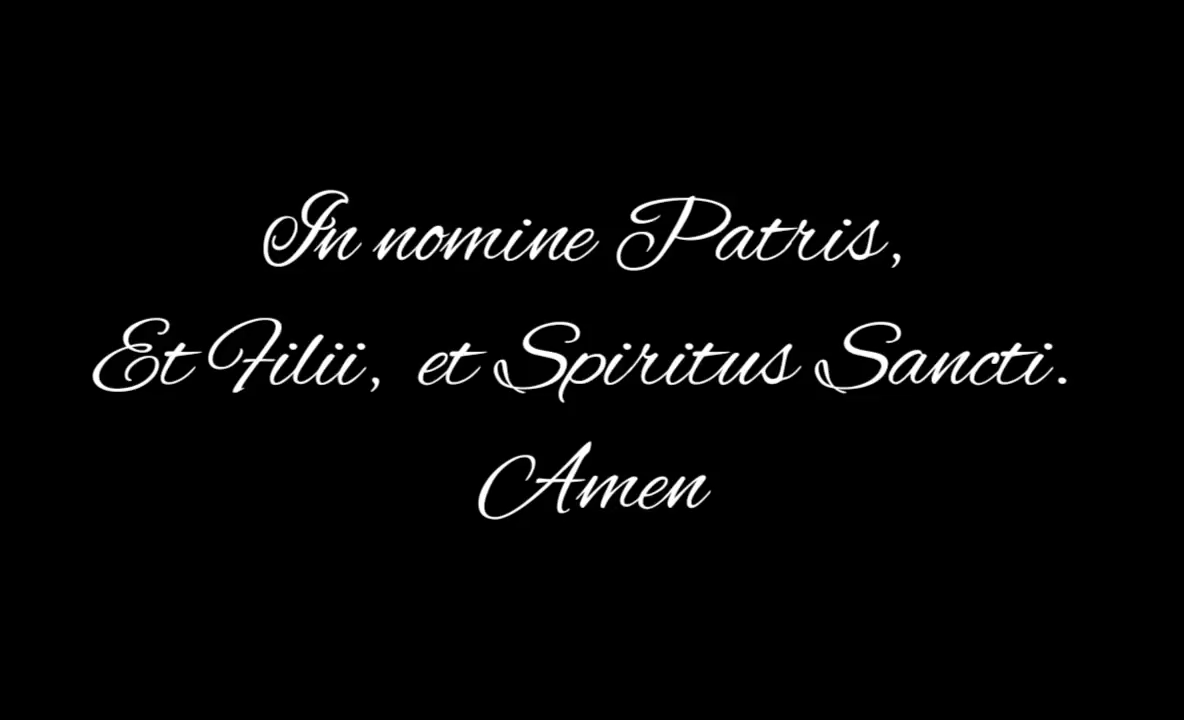 In nomine Patris,
Et Filii, et Spiritus Sancti.
Amen